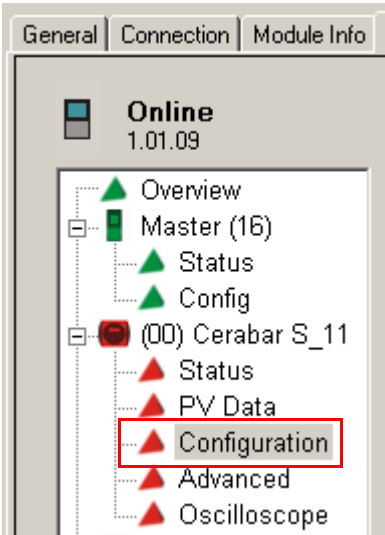 General Connection Module Info
Online
1.01.09
Overview
Master (16)
Status
Config
(00) Cerabar S_11
Status
PV Data
Configuration
Advanced
Oscilloscope